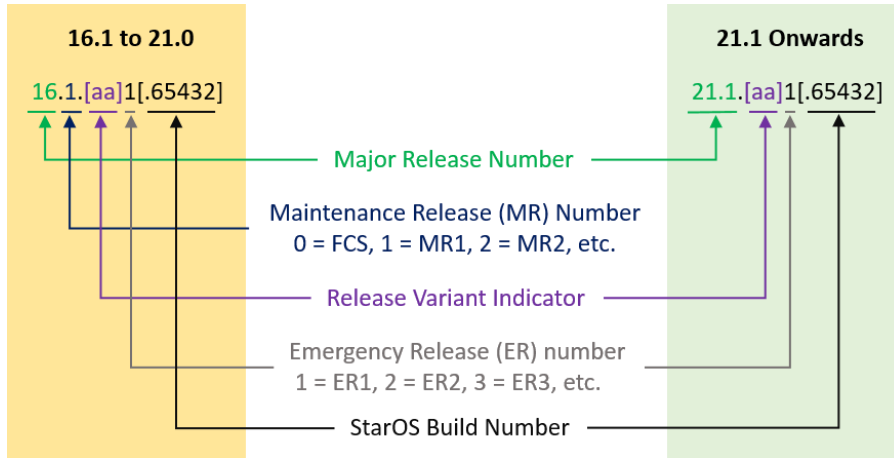 16.1 to 21.0
21.1 Onwards
16.1.[aa]1[.65432]
21.1.[aa]1[.65432]
Major Release Number
Maintenance Release (MR) Number
0 = FCS, 1 = MR1, 2 = MR2, etc.
Release Variant Indicator
Emergency Release (ER) number
1 = ER1, 2 = ER2, 3 = ER3, etc.
StarOS Build Number